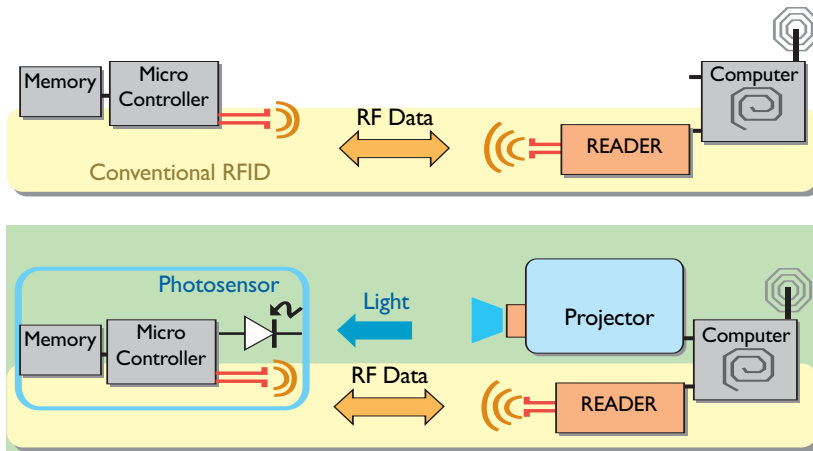 Memory
Micro
Controller
RF Data
Computer
READER
Conventional RFID
Photosensor
Light
Projector
Memory
Micro
Controller
Computer
RF Data
READER